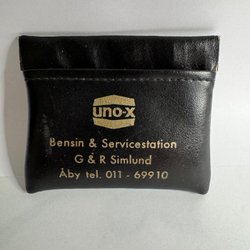 uno-x
Bensin & Servicestation
G & R Simlund
Åby tel. 011 - 69910